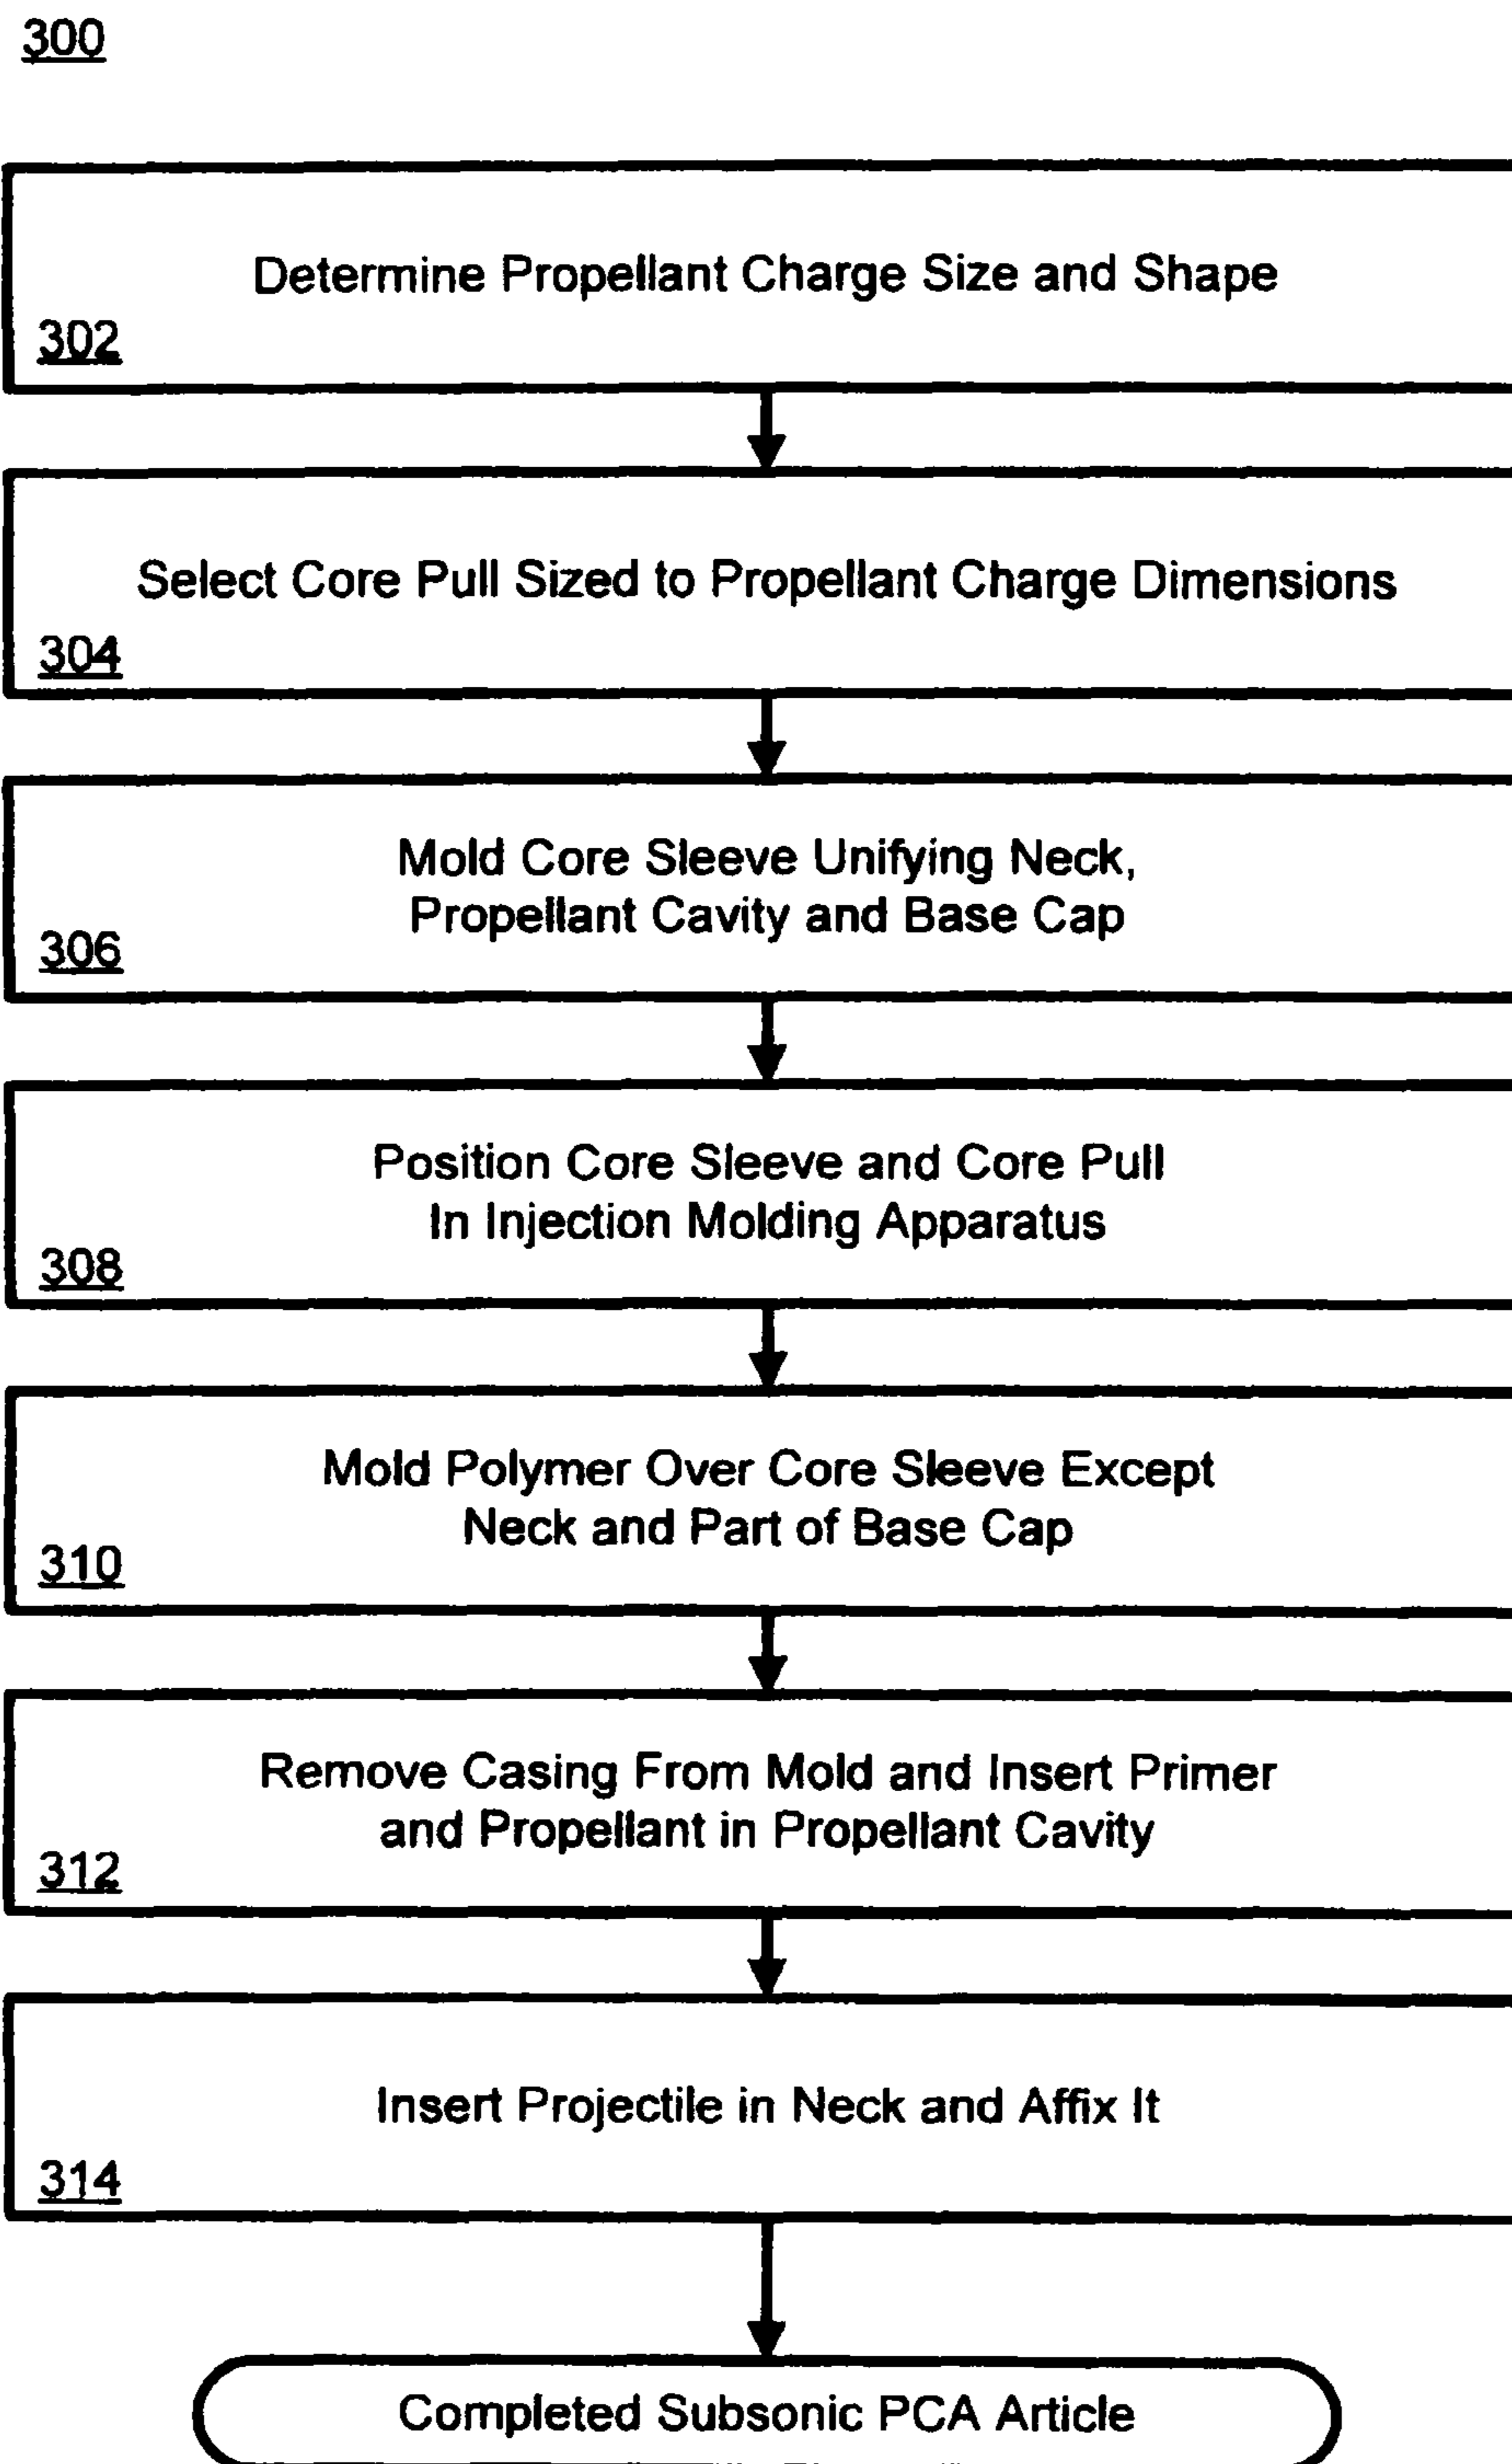 300
Determine Propellant Charge Size and Shape
302
Select Core Pull Sized to Propellant Charge Dimensions
304
Mold Core Sleeve Unifying Neck,
Propellant Cavity and Base Cap
306
Position Core Sleeve and Core Pull
In Injection Molding Apparatus
308
Mold Polymer Over Core Sleeve Except
Neck and Part of Base Cap
310
Remove Casing From Mold and Insert Primer
and Propellant in Propellant Cavity
312
Insert Projectile in Neck and Affix It
314
Completed Subsonic PCA Article